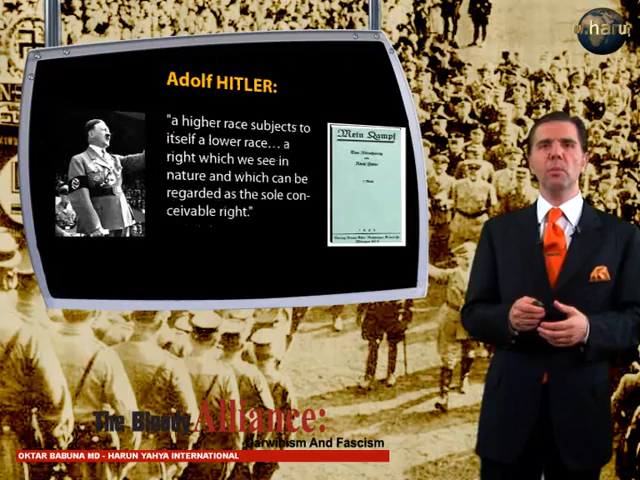 .harun
Adolf HITLER:
"a higher race subjects to
itself a lower race... a
right which we see in
nature and which can be
regarded as the sole con-
ceivable right."
Mein Kampf
Adolf Hitler
The Bloody Alliance:
Darwinism And Fascism
OKTAR BABUNA MD - HARUN YAHYA INTERNATIONAL